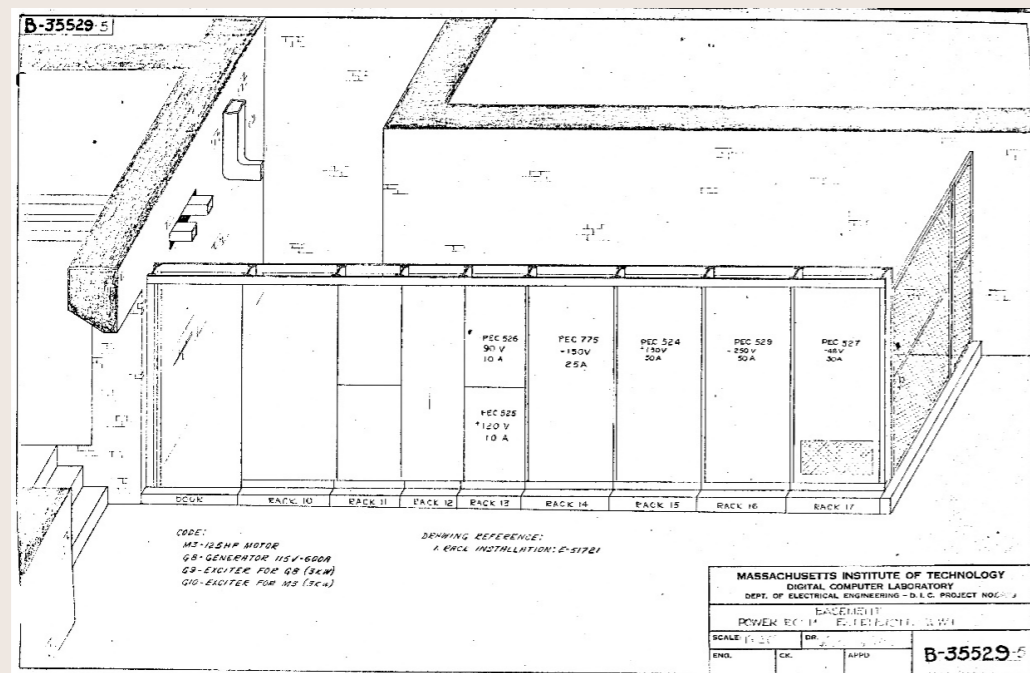 B-35529-5
PEC 526
90 V
10 A
PEC 525
+120 V
10 A
PEC 775
-150V
25A
PEC 524
+150V
50A
PEC 529
-250V
50A
PEC 527
-48V
30A
DOOR
RACK 10
RACK 11
RACK 12
RACK 13
RACK 14
RACK 15
RACK 16
RACK 17
CODE:
M3-125HP MOTOR
G8-GENERATOR 115V-600A
G9-EXCITER FOR G8 (3KW)
G10-EXCITER FOR M3 (3KW)
DRAWING REFERENCE:
1. RACK INSTALLATION: E-51721
MASSACHUSETTS INSTITUTE OF TECHNOLOGY
DIGITAL COMPUTER LABORATORY
DEPT. OF ELECTRICAL ENGINEERING - D.I.C. PROJECT NO.
BASEMENT
POWER
SCALE
DR.
ENG.
CK.
APPD
B-35529-5